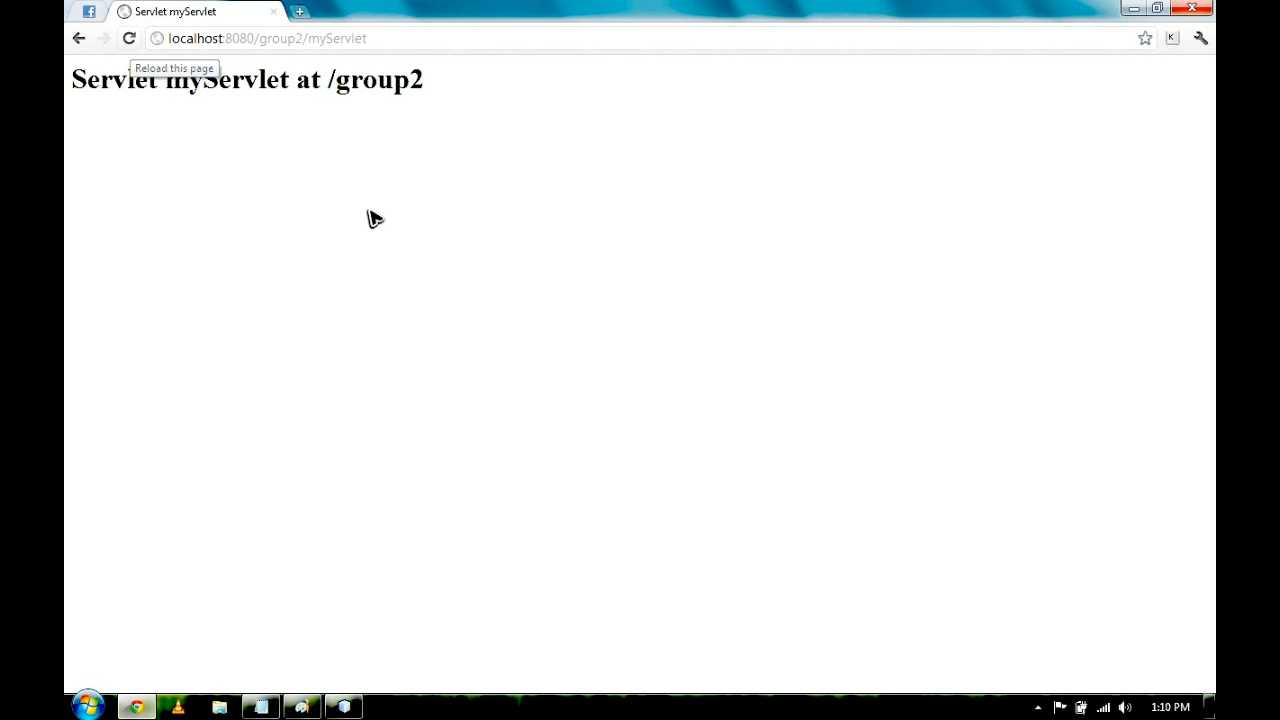 Servlet myServlet
localhost:8080/group2/myServlet
Reload this page
Servlet myServlet at /group2
1:10 PM